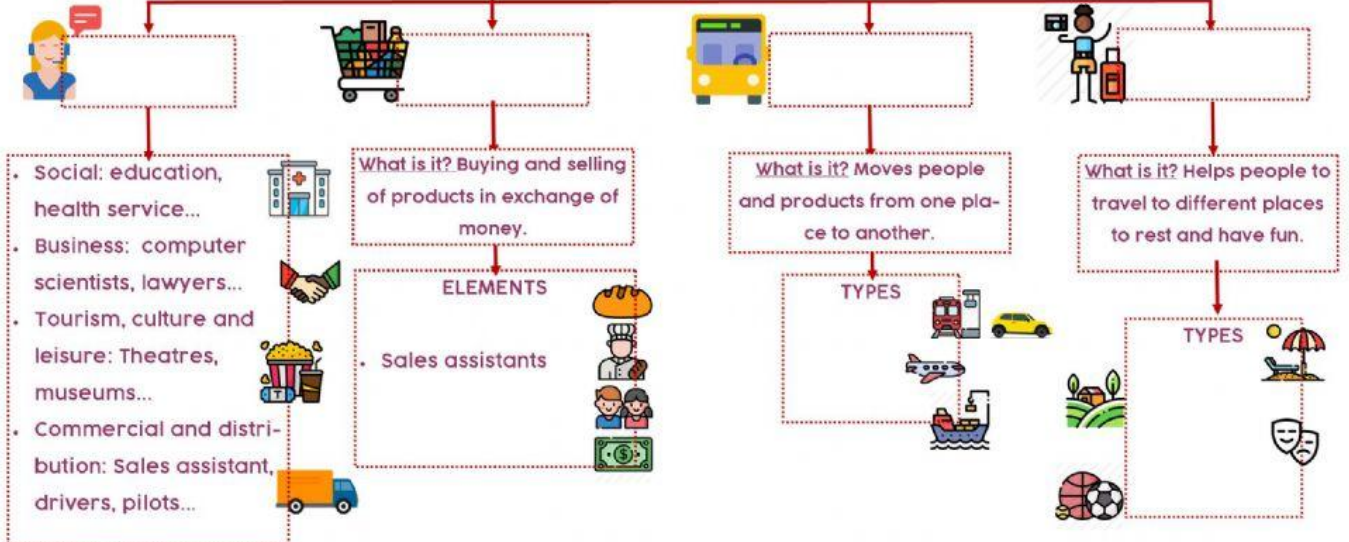 • Social: education,
health service...
• Business: computer
scientists, lawyers...
• Tourism, culture and
leisure: Theatres,
museums...
• Commercial and distri-
bution: Sales assistant,
drivers, pilots...
What is it? Buying and selling
of products in exchange of
money.
ELEMENTS
• Sales assistants
What is it? Moves people
and products from one pla-
ce to another.
TYPES
What is it? Helps people to
travel to different places
to rest and have fun.
TYPES